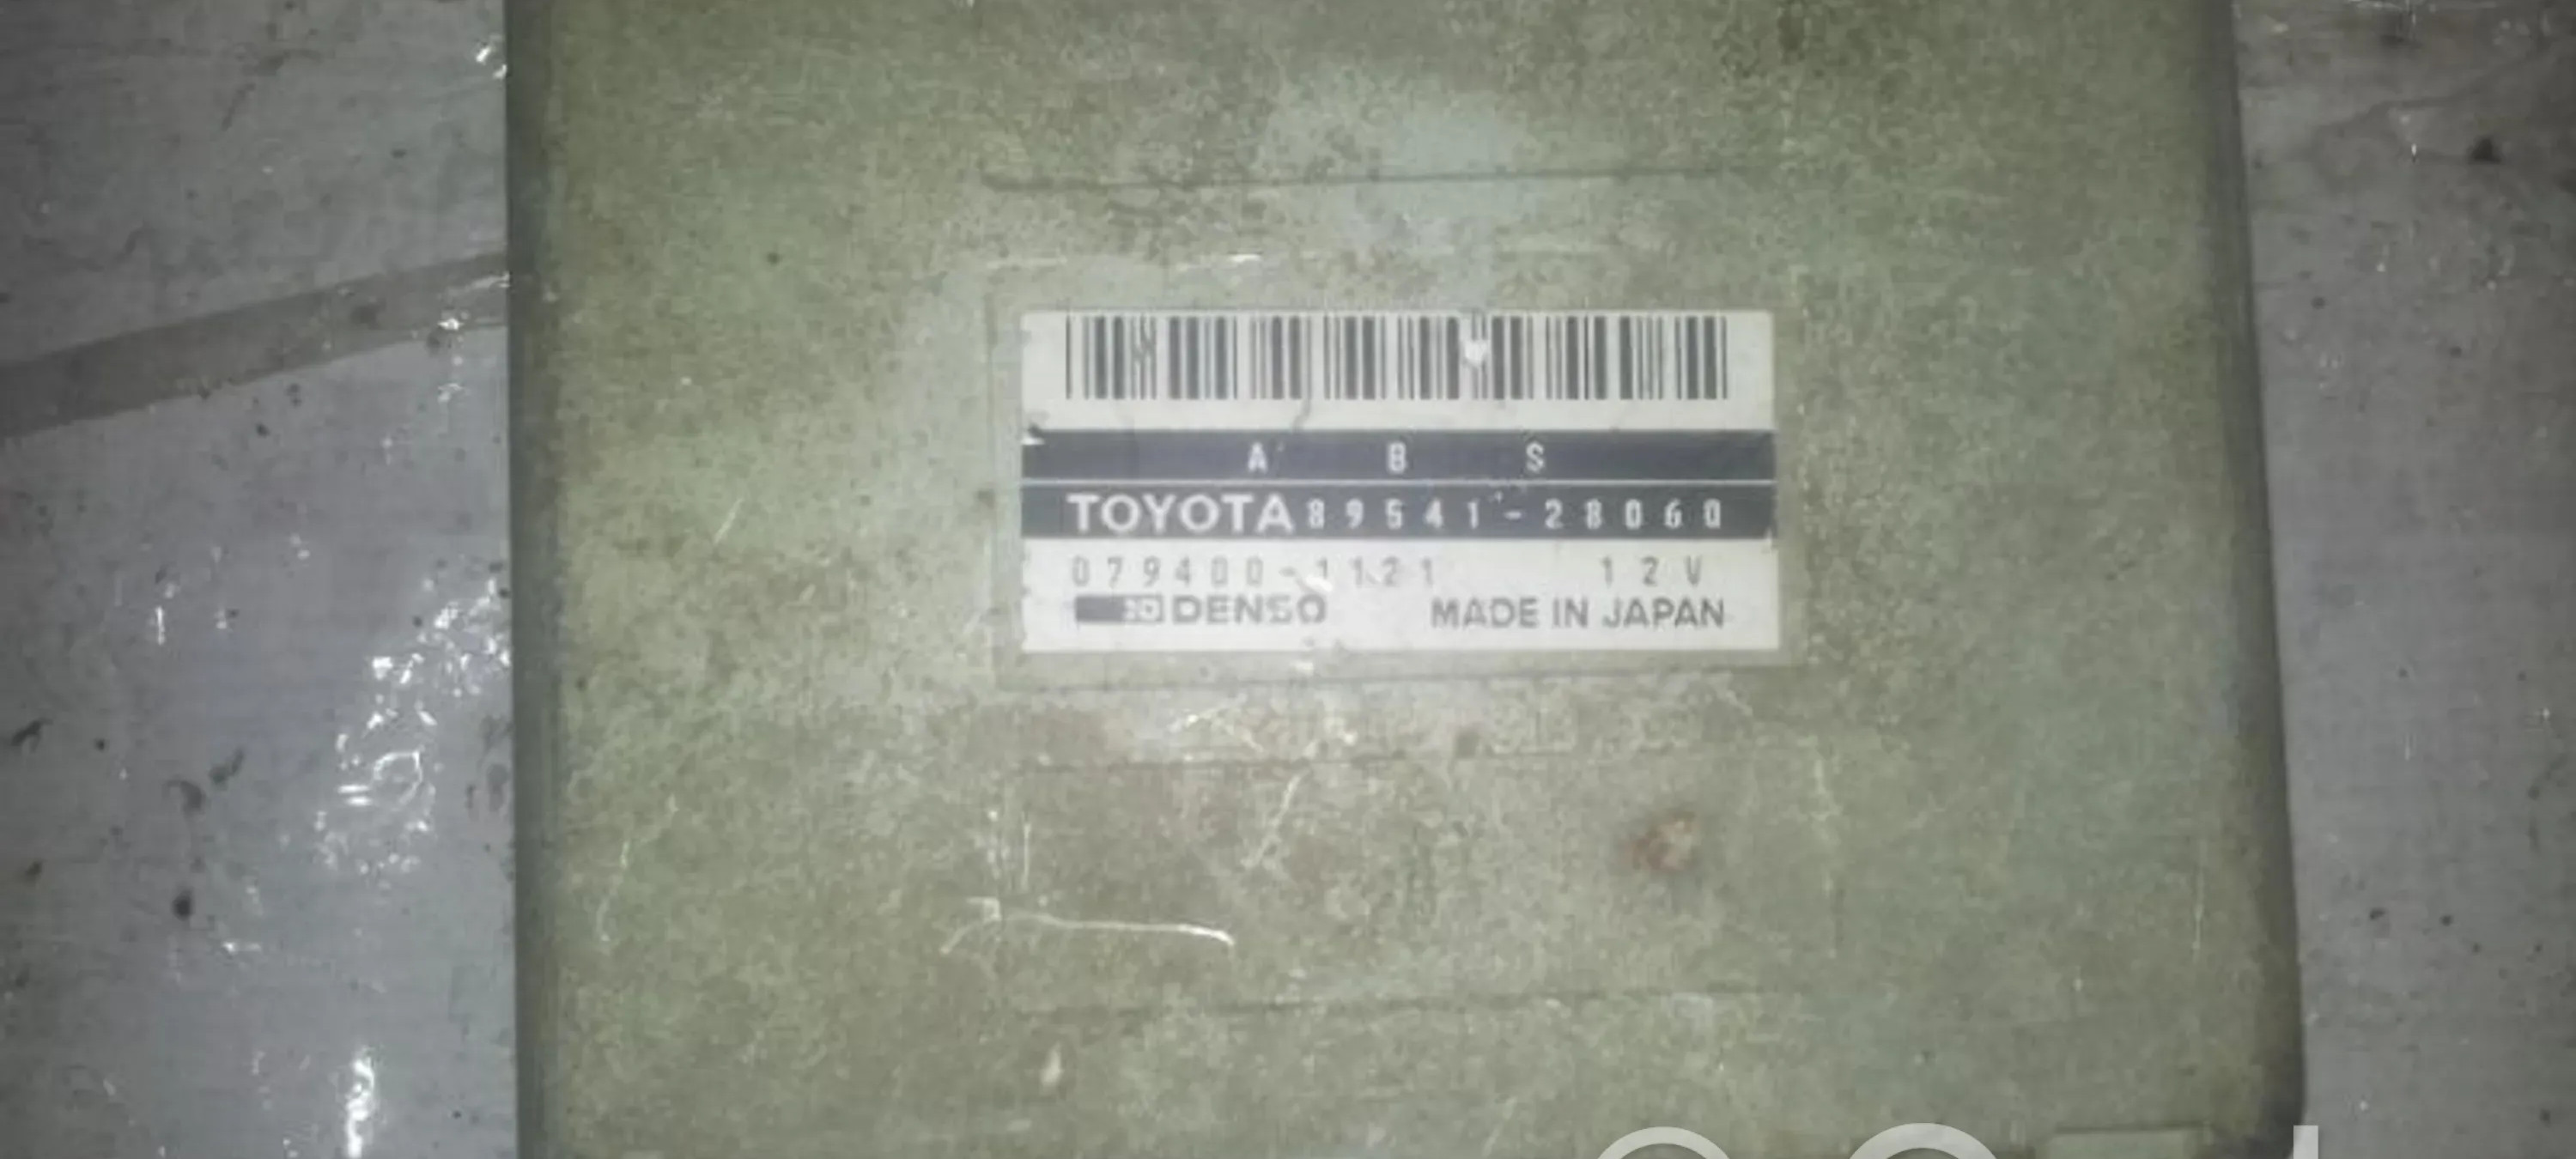 A B S
TOYOTA 89541-28060
079400-1121 12V
DENSO MADE IN JAPAN